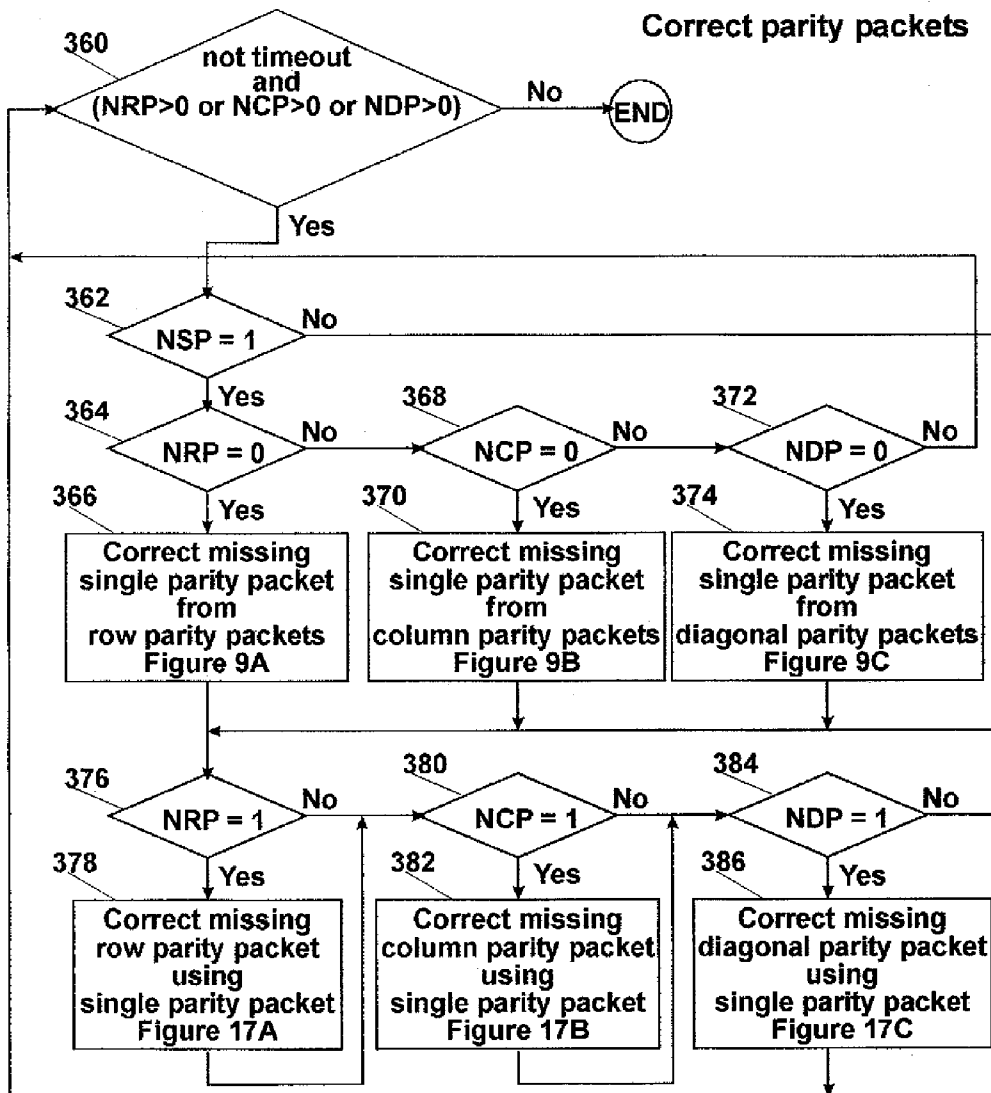 Correct parity packets
360
not timeout
and
(NRP>0 or NCP>0 or NDP>0)
No
END
Yes
362
NSP = 1
No
Yes
364
NRP = 0
No
368
NCP = 0
No
372
NDP = 0
No
366
Yes
Correct missing
single parity packet
from
row parity packets
Figure 9A
370
Yes
Correct missing
single parity packet
from
column parity packets
Figure 9B
374
Yes
Correct missing
single parity packet
from
diagonal parity packets
Figure 9C
376
NRP = 1
No
380
NCP = 1
No
384
NDP = 1
No
378
Yes
Correct missing
row parity packet
using
single parity packet
Figure 17A
382
Yes
Correct missing
column parity packet
using
single parity packet
Figure 17B
386
Yes
Correct missing
diagonal parity packet
using
single parity packet
Figure 17C